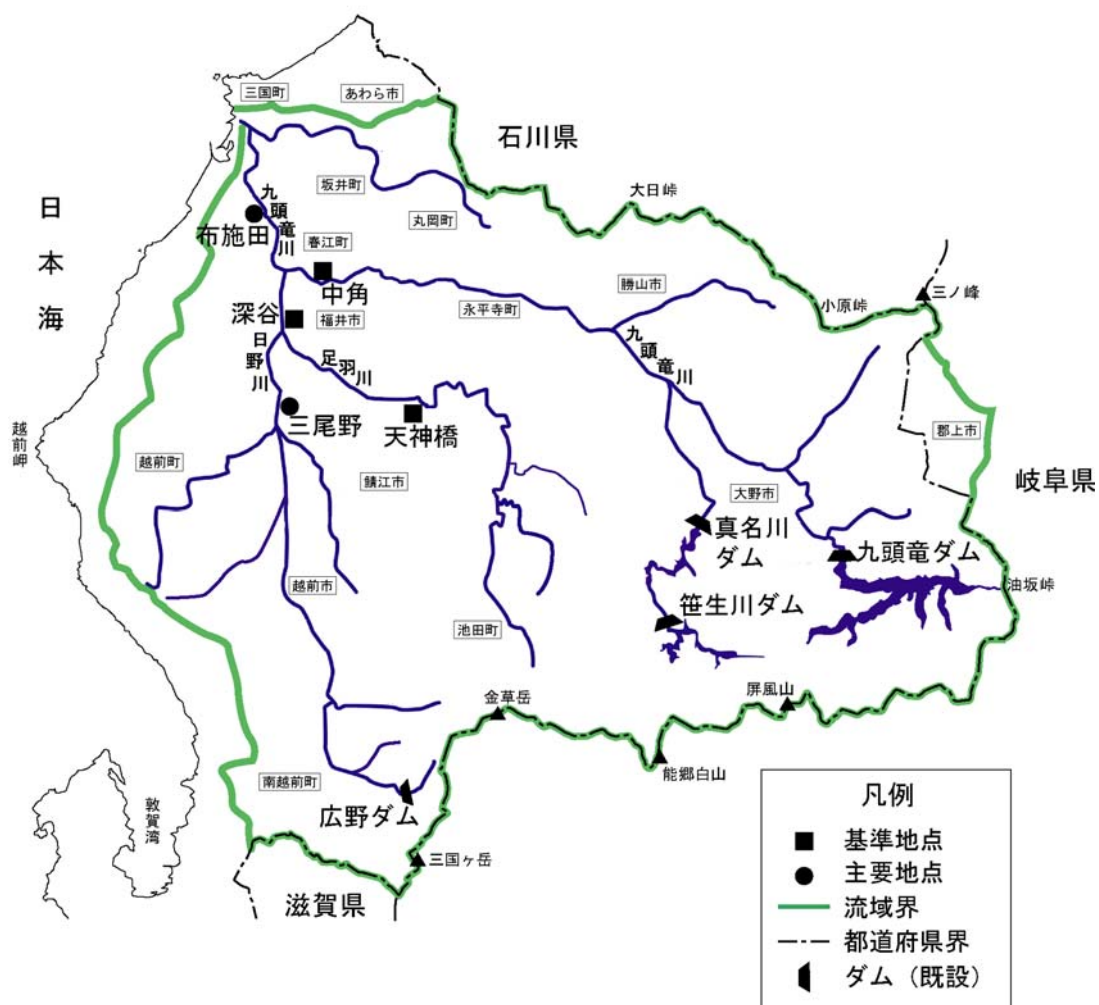 三国町
あわら市
石川県
坂井町
大日峠
日本海
丸岡町
九頭竜川
布施田
春江町
中角
勝山市
三ノ峰
小原峠
永平寺町
深谷
福井市
九頭竜川
日野川
足羽川
三尾野
天神橋
越前岬
郡上市
越前町
鯖江市
大野市
岐阜県
真名川
ダム
九頭竜ダム
油坂峠
越前市
笹生川ダム
池田町
金草岳
屏風山
能郷白山
南越前町
広野ダム
敦賀湾
三国ヶ岳
滋賀県
凡例
基準地点
主要地点
流域界
都道府県界
ダム（既設）